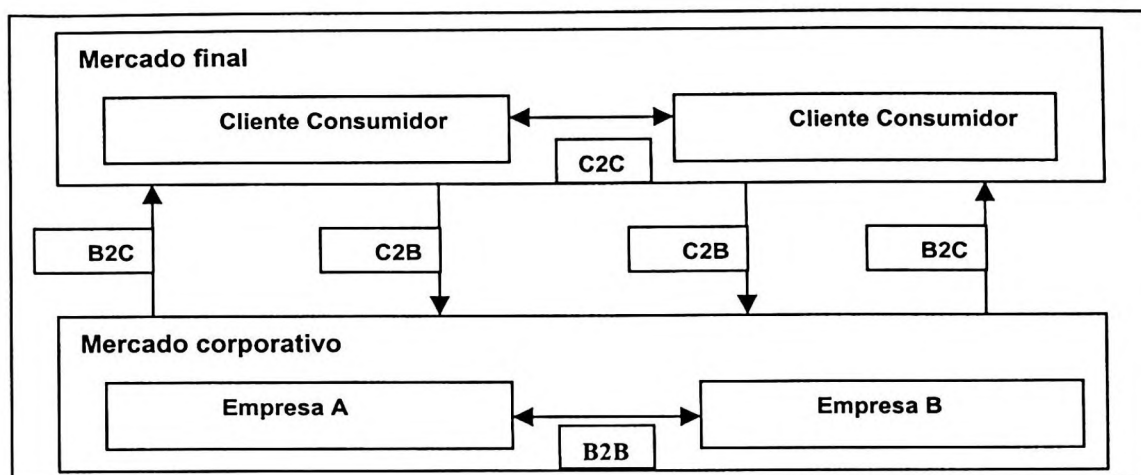 Mercado final
Cliente Consumidor
Cliente Consumidor
C2C
B2C
C2B
C2B
B2C
Mercado corporativo
Empresa A
Empresa B
B2B